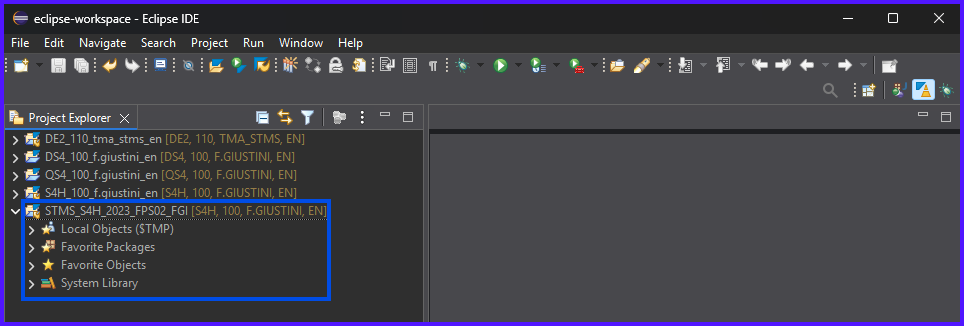 eclipse-workspace - Eclipse IDE
File Edit Navigate Search Project Run Window Help
Project Explorer
DE2_110_tma_stms_en [DE2, 110, TMA_STMS, EN]
DS4_100_f.giustini_en [DS4, 100, F.GIUSTINI, EN]
QS4_100_f.giustini_en [QS4, 100, F.GIUSTINI, EN]
S4H_100_f.giustini_en [S4H, 100, F.GIUSTINI, EN]
STMS_S4H_2023_FPS02_FGI [S4H, 100, F.GIUSTINI, EN]
Local Objects ($TMP)
Favorite Packages
Favorite Objects
System Library